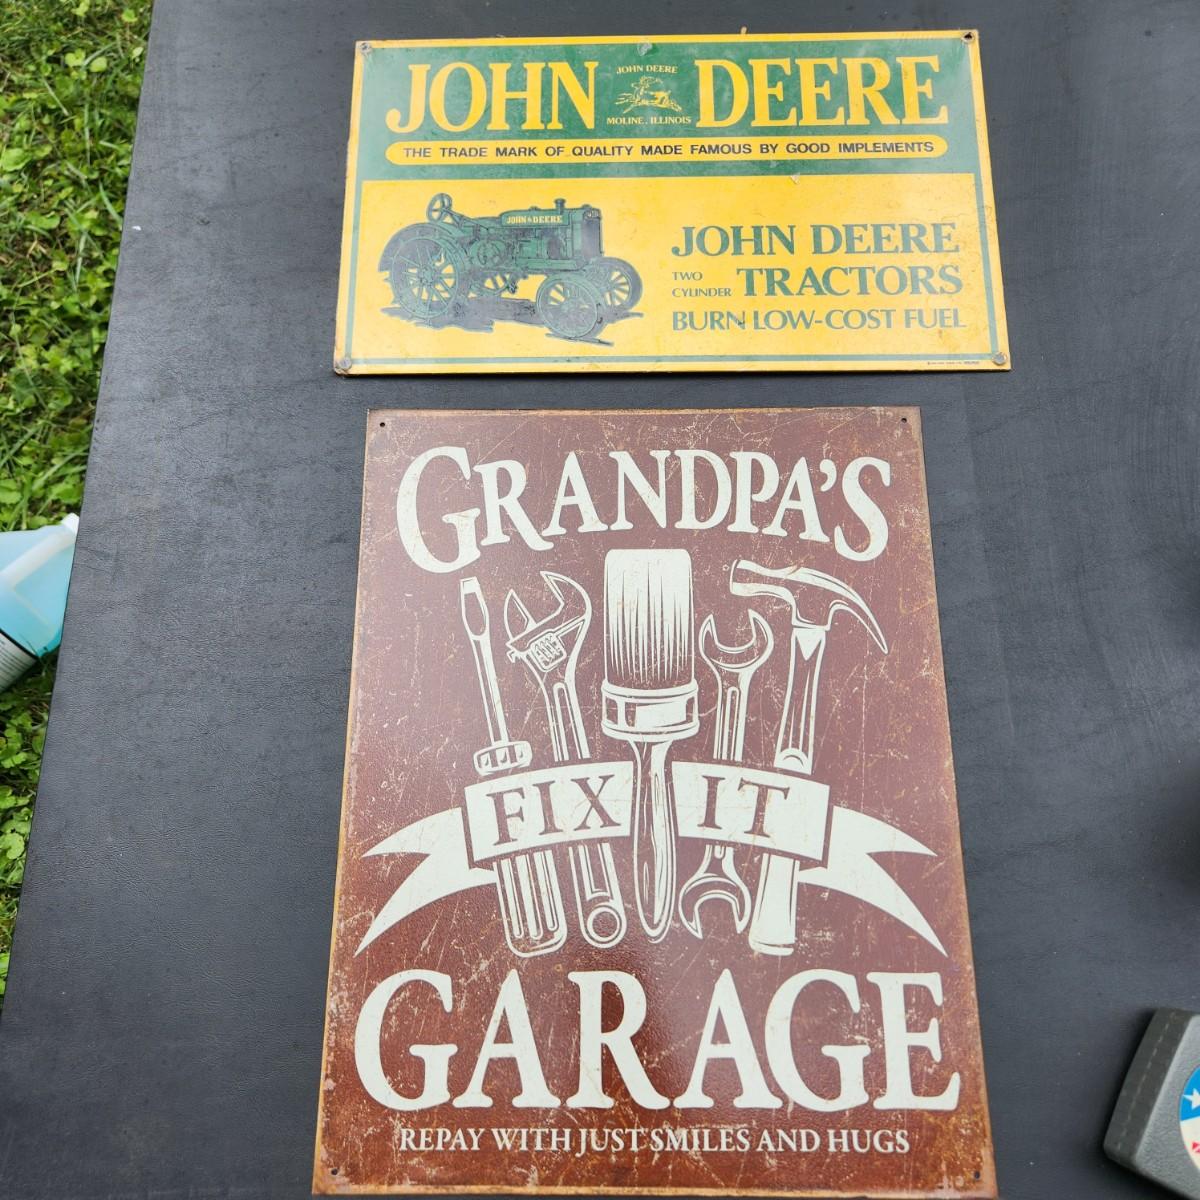 JOHN DEERE
JOHN DEERE
MOLINE, ILLINOIS
THE TRADE MARK OF QUALITY MADE FAMOUS BY GOOD IMPLEMENTS
JOHN DEERE
JOHN DEERE
TWO CYLINDER TRACTORS
BURN LOW-COST FUEL
GRANDPA'S
FIX IT
GARAGE
REPAY WITH JUST SMILES AND HUGS